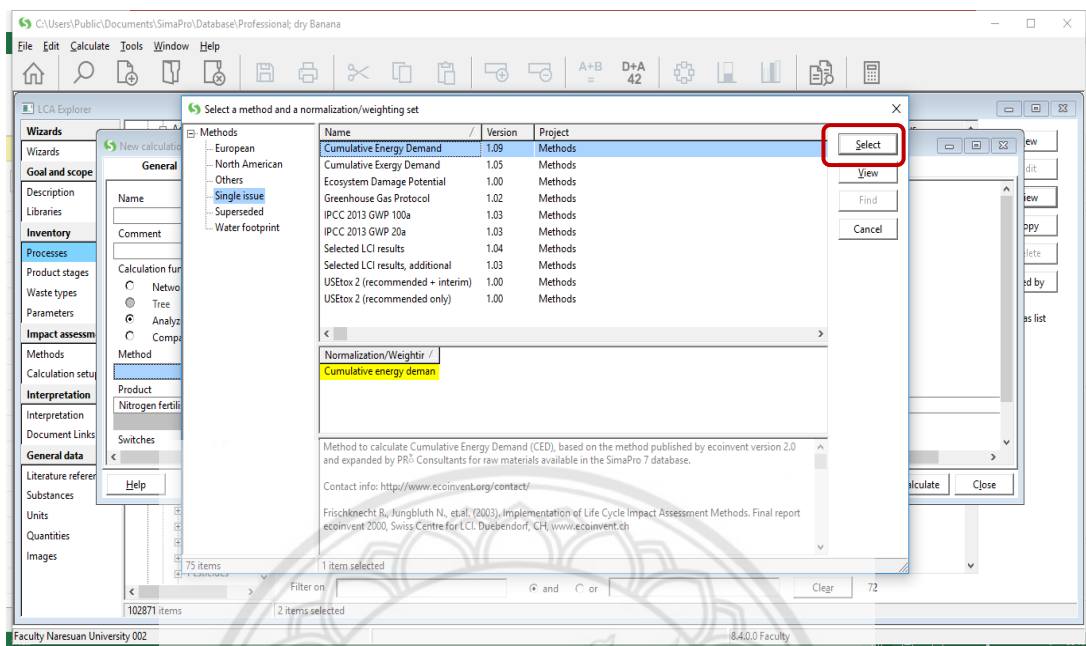 C:\Users\Public\Documents\SimaPro\Database\Professional; dry Banana
File Edit Calculate Tools Window Help
A+B
=
D+A
42
LCA Explorer
Wizards
Wizards
Goal and scope
Description
Libraries
Inventory
Processes
Product stages
Waste types
Parameters
Impact assessm
Methods
Calculation setup
Interpretation
Interpretation
Document Links
General data
Literature referer
Substances
Units
Quantities
Images
New calculatio
General
Name
Comment
Calculation fun
Netwo
Tree
Analyz
Compa
Method
Product
Nitrogen fertilis
Switches
Help
Select a method and a normalization/weighting set
Methods
European
North American
Others
Single issue
Superseded
Water footprint
Name / Version Project
Cumulative Energy Demand 1.09 Methods
Cumulative Exergy Demand 1.05 Methods
Ecosystem Damage Potential 1.00 Methods
Greenhouse Gas Protocol 1.02 Methods
IPCC 2013 GWP 100a 1.03 Methods
IPCC 2013 GWP 20a 1.03 Methods
Selected LCI results 1.04 Methods
Selected LCI results, additional 1.03 Methods
USEtox 2 (recommended + interim) 1.00 Methods
USEtox 2 (recommended only) 1.00 Methods
Normalization/Weightir /
Cumulative energy deman
Method to calculate Cumulative Energy Demand (CED), based on the method published by ecoinvent version 2.0
and expanded by PRé Consultants for raw materials available in the SimaPro 7 database.
Contact info: http://www.ecoinvent.org/contact/
Frischknecht R., Jungbluth N., et.al. (2003). Implementation of Life Cycle Impact Assessment Methods. Final report
ecoinvent 2000, Swiss Centre for LCI. Duebendorf, CH, www.ecoinvent.ch
75 items 1 item selected
Select
View
Find
Cancel
ew
dit
iew
opy
elete
ed by
as list
alculate Close
Filter on and or Clear 72
102871 items 2 items selected
Faculty Naresuan University 002 8.4.0.0 Faculty